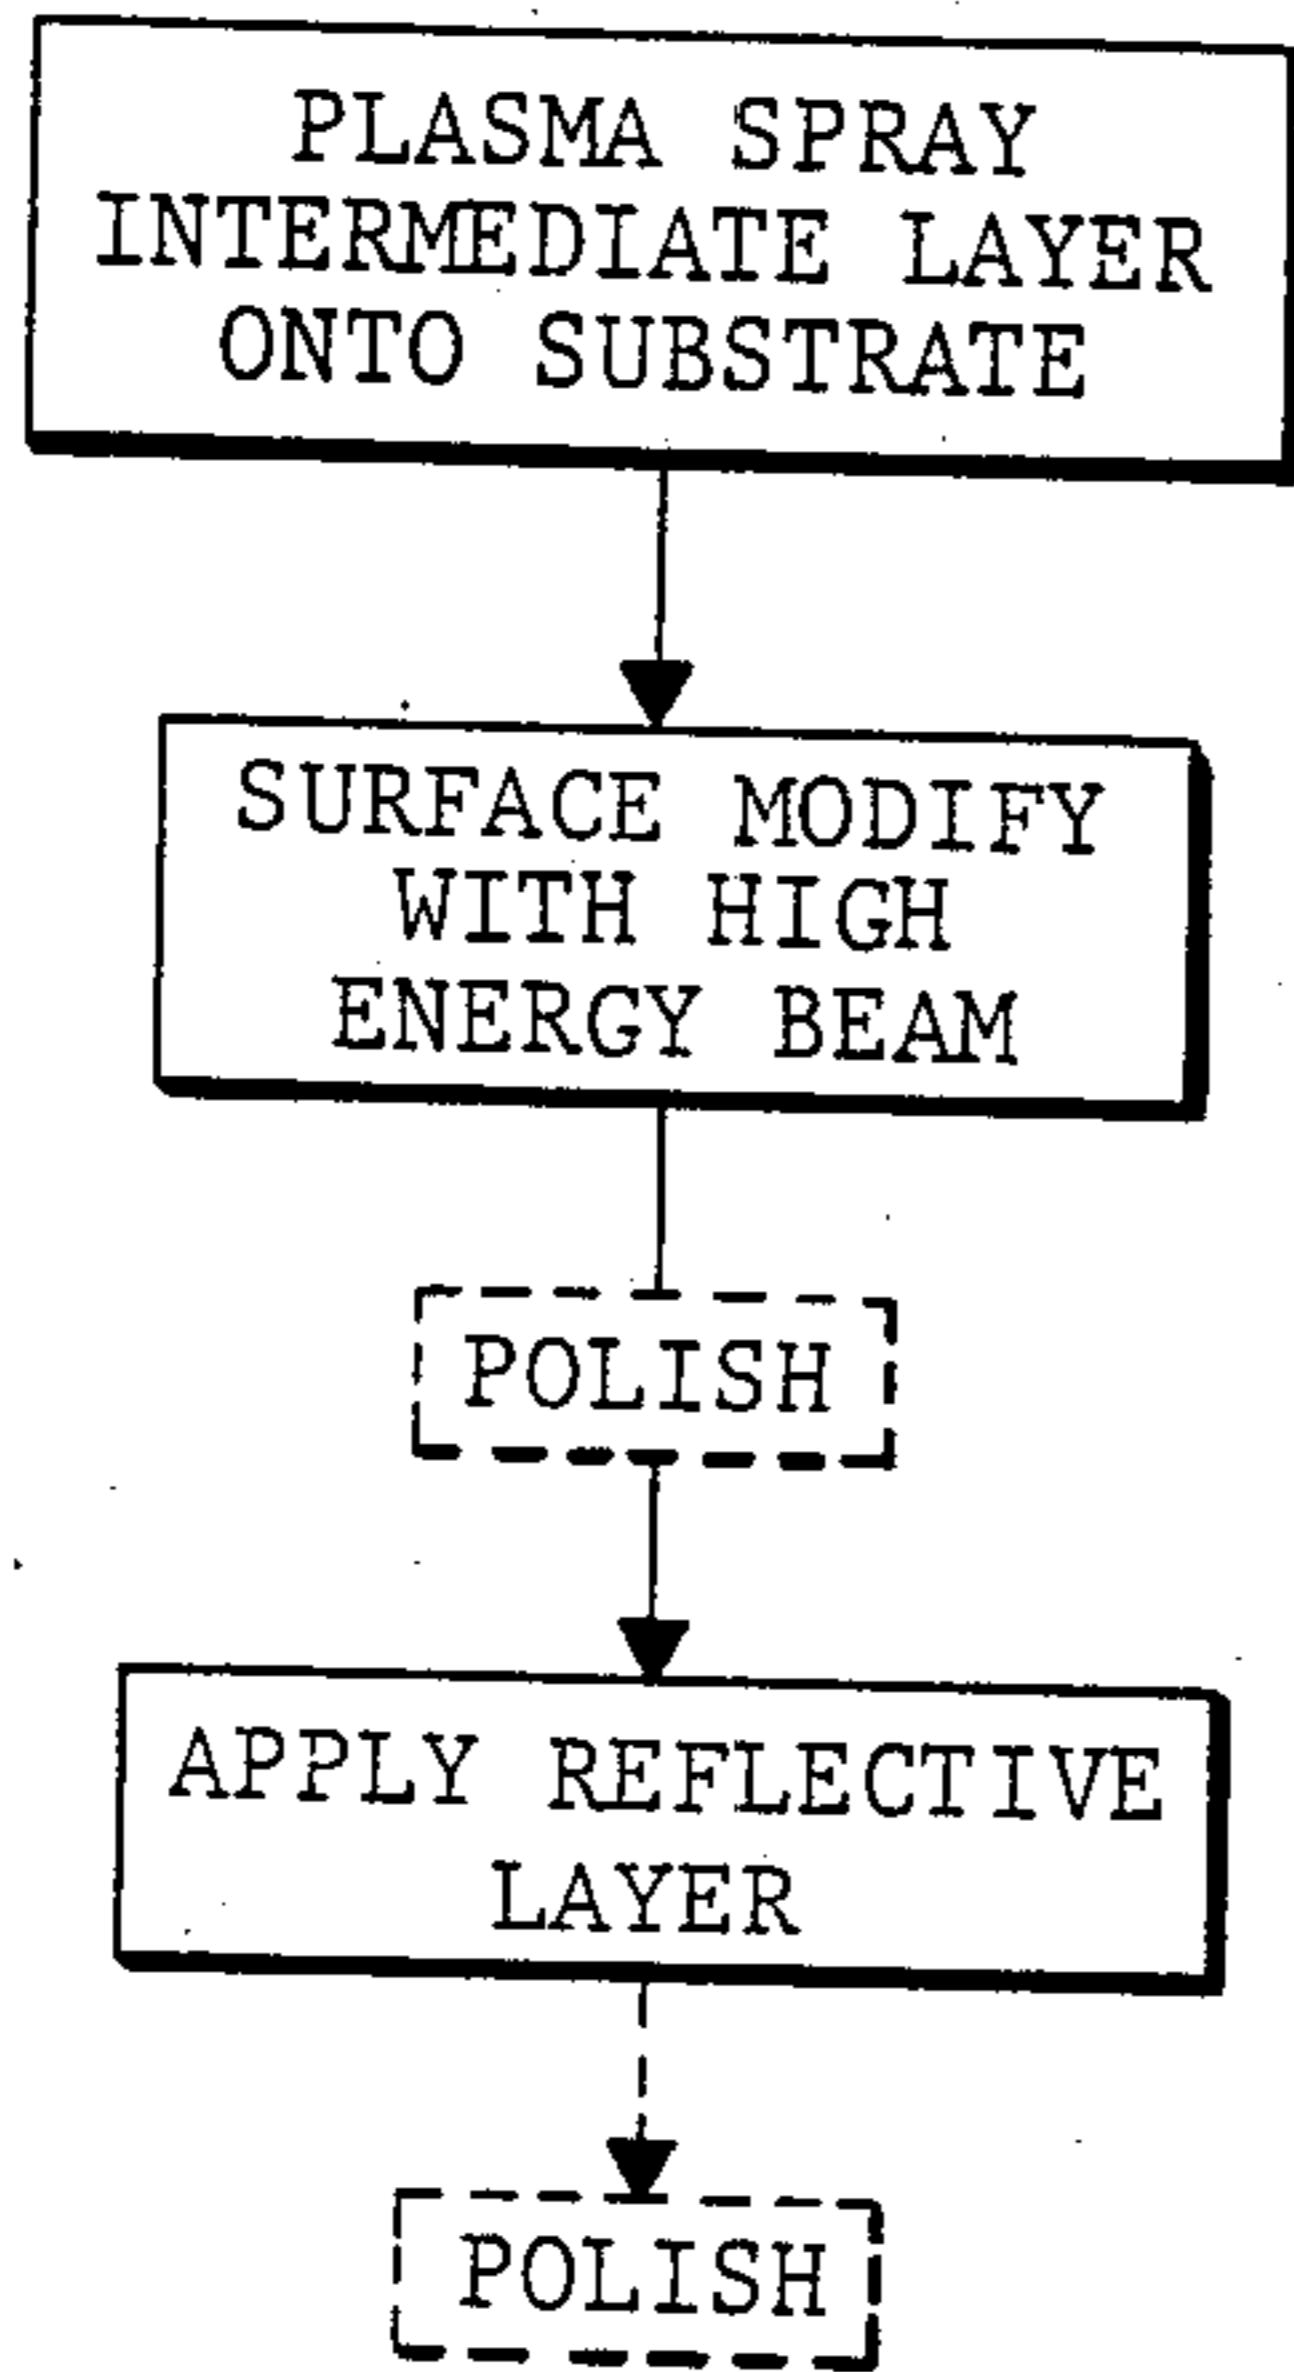 PLASMA SPRAY
INTERMEDIATE LAYER
ONTO SUBSTRATE
SURFACE MODIFY
WITH HIGH
ENERGY BEAM
POLISH
APPLY REFLECTIVE
LAYER
POLISH